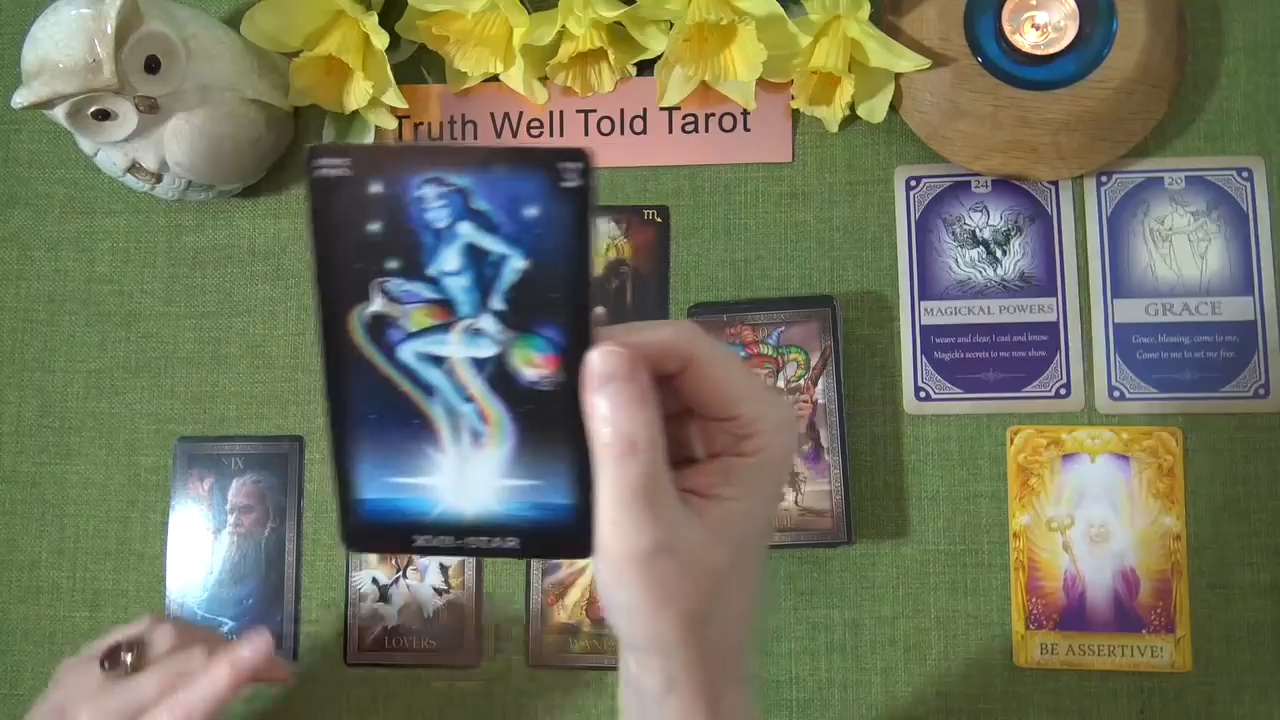 Truth Well Told Tarot
24
MAGICKAL POWERS
I weave and clear, I cast and know.
Magick's secrets to me now show.
20
GRACE
Grace, blessing, come to me,
Come to me to set me free.
IX
LOVERS
BE ASSERTIVE!